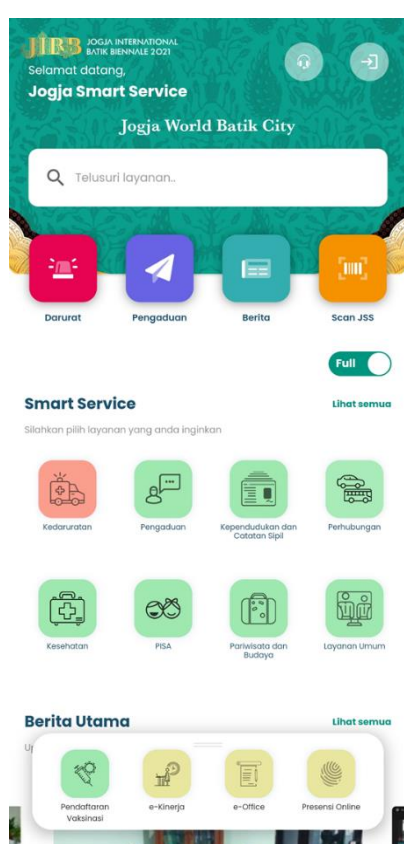 JIBB
JOGJA INTERNATIONAL
BATIK BIENNALE 2021
Selamat datang,
Jogja Smart Service
Jogja World Batik City
Telusuri layanan..
Darurat
Pengaduan
Berita
Scan JSS
Full
Smart Service
Lihat semua
Silahkan pilih layanan yang anda inginkan
Kedaruratan
Pengaduan
Kependudukan dan
Catatan Sipil
Perhubungan
Kesehatan
PISA
Pariwisata dan
Budaya
Layanan Umum
Berita Utama
Lihat semua
Pendaftaran
Vaksinasi
e-Kinerja
e-Office
Presensi Online